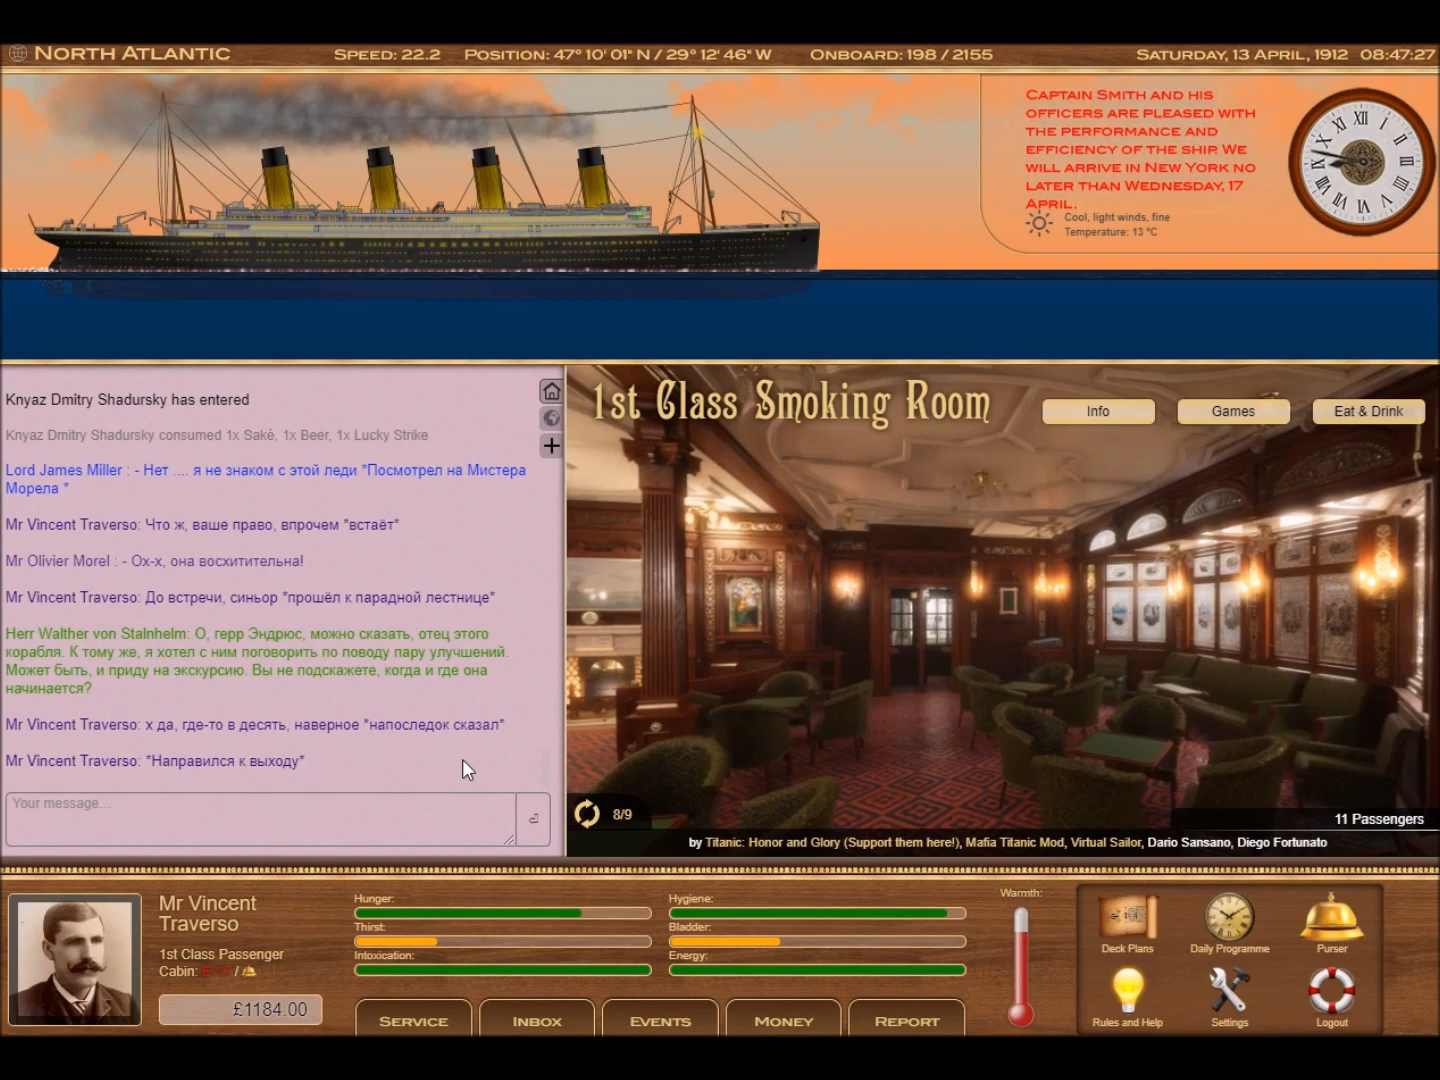 North Atlantic
Speed: 22.2
Position: 47° 10' 01" N / 29° 12' 46" W
Onboard: 198 / 2155
Saturday, 13 April, 1912 08:47:27
Captain Smith and his
officers are pleased with
the performance and
efficiency of the ship. We
will arrive in New York no
later than Wednesday, 17
April.
Cool, light winds, fine
Temperature: 13 °C
XII
I
II
III
IIII
V
VI
VII
VIII
IX
X
XI
Knyaz Dmitry Shadursky has entered
Knyaz Dmitry Shadursky consumed 1x Saké, 1x Beer, 1x Lucky Strike
Lord James Miller : - Нет .... я не знаком с этой леди *Посмотрел на Мистера
Морела *
Mr Vincent Traverso: Что ж, ваше право, впрочем *встаёт*
Mr Olivier Morel : - Ох-х, она восхитительна!
Mr Vincent Traverso: До встречи, синьор *прошёл к парадной лестнице*
Herr Walther von Stalnhelm: О, герр Эндрюс, можно сказать, отец этого
корабля. К тому же, я хотел с ним поговорить по поводу пару улучшений.
Может быть, и приду на экскурсию. Вы не подскажете, когда и где она
начинается?
Mr Vincent Traverso: х да, где-то в десять, наверное *напоследок сказал*
Mr Vincent Traverso: *Направился к выходу*
Your message...
1st Class Smoking Room
Info
Games
Eat & Drink
8/9
11 Passengers
by Titanic: Honor and Glory (Support them here!), Mafia Titanic Mod, Virtual Sailor, Dario Sansano, Diego Fortunato
Mr Vincent
Traverso
1st Class Passenger
Cabin: /
£1184.00
Hunger:
Thirst:
Intoxication:
Hygiene:
Bladder:
Energy:
Warmth:
Service
Inbox
Events
Money
Report
Deck Plans
Daily Programme
Purser
Rules and Help
Settings
Logout